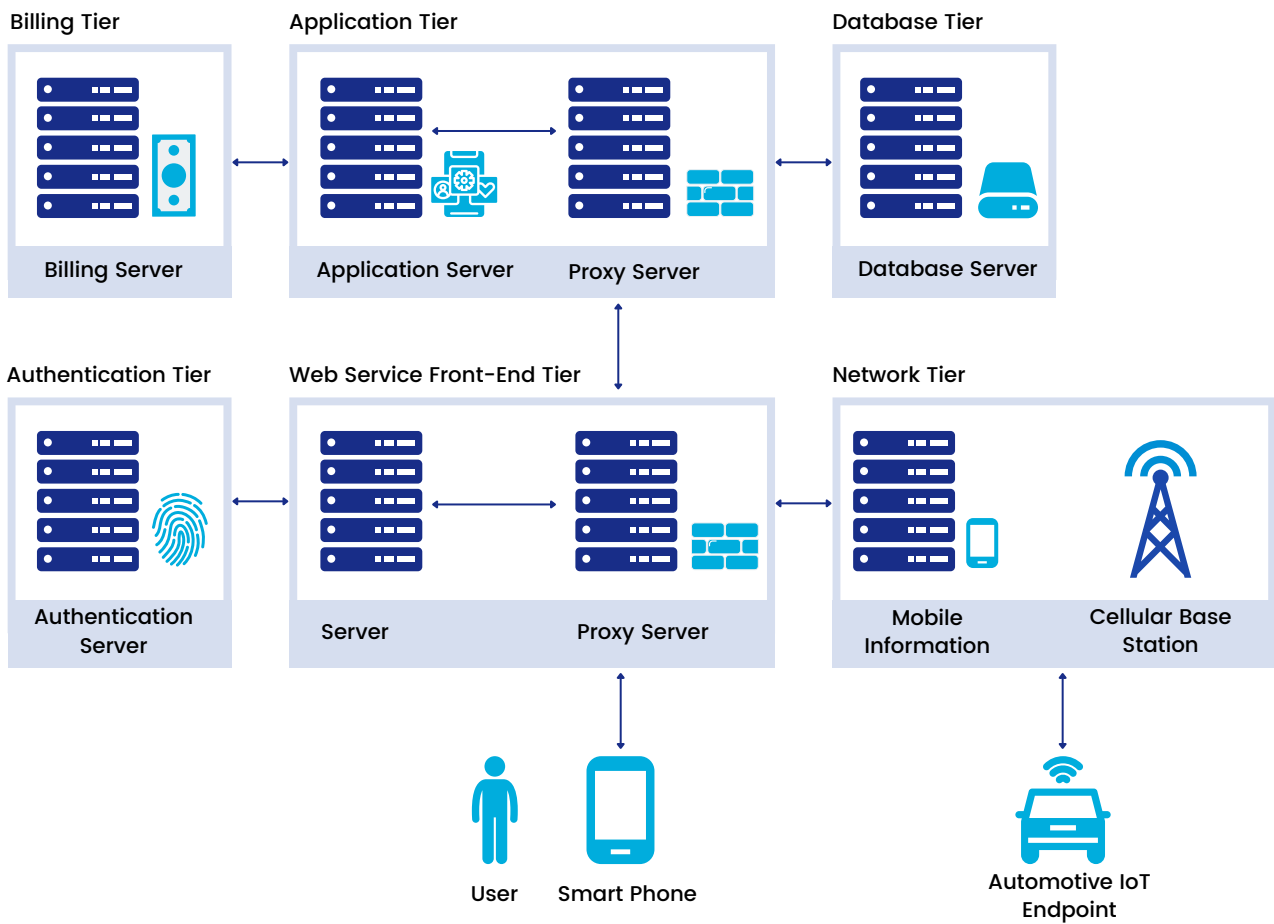 Billing Tier
Application Tier
Database Tier
Billing Server
Application Server
Proxy Server
Database Server
Authentication Tier
Web Service Front-End Tier
Network Tier
Authentication
Server
Server
Proxy Server
Mobile
Information
Cellular Base
Station
User
Smart Phone
Automotive IoT
Endpoint